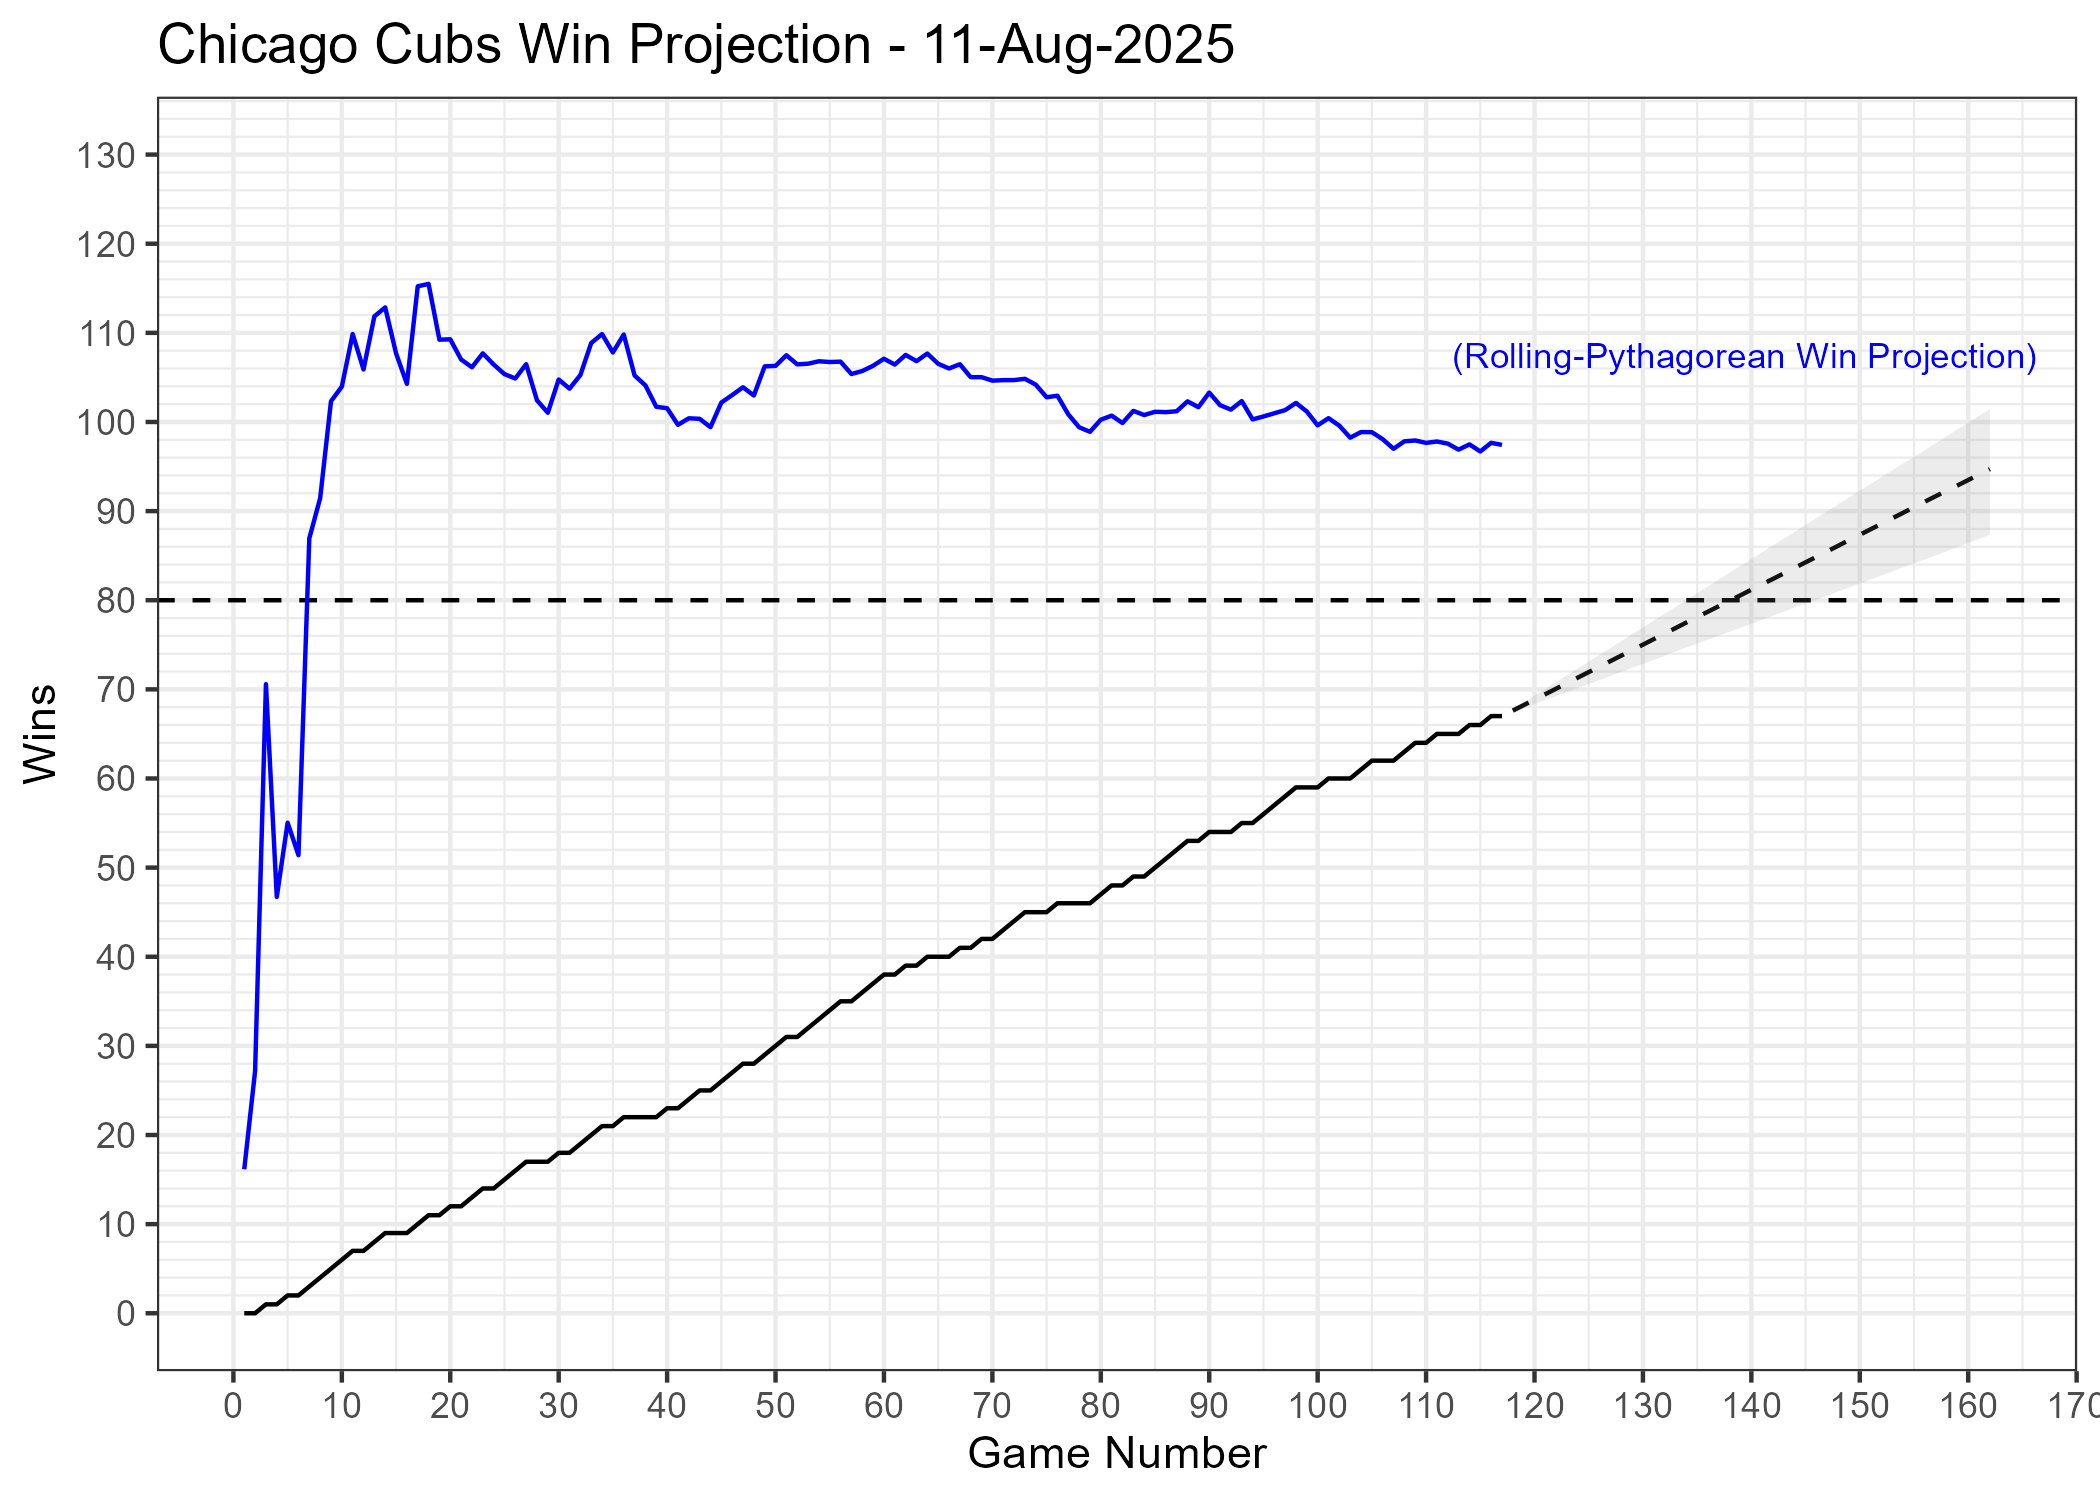 Chicago Cubs Win Projection - 11-Aug-2025
130
120
110
(Rolling-Pythagorean Win Projection)
100
90
80
70
Wins
60
50
40
30
20
10
0
0 10 20 30 40 50 60 70 80 90 100 110 120 130 140 150 160 170
Game Number